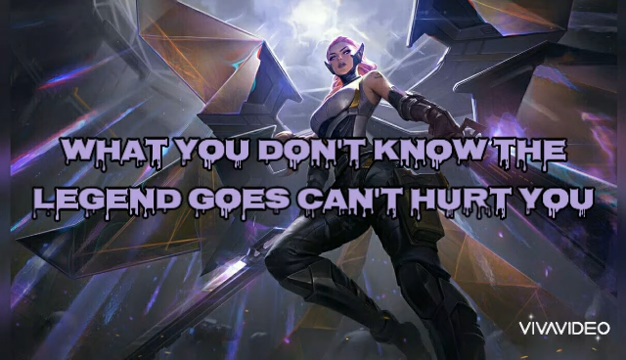 WHAT YOU DON'T KNOW THE
LEGEND GOES CAN'T HURT YOU
VIVAVIDEO